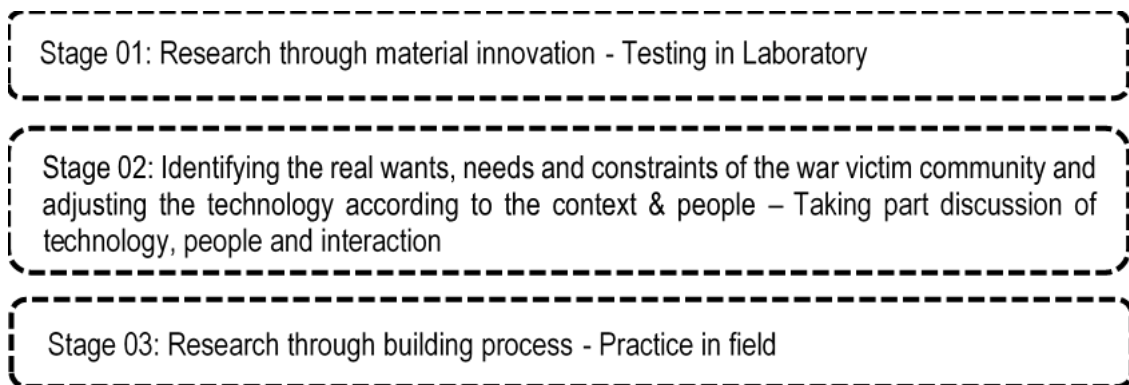 Stage 01: Research through material innovation - Testing in Laboratory
Stage 02: Identifying the real wants, needs and constraints of the war victim community and
adjusting the technology according to the context & people – Taking part discussion of
technology, people and interaction
Stage 03: Research through building process - Practice in field